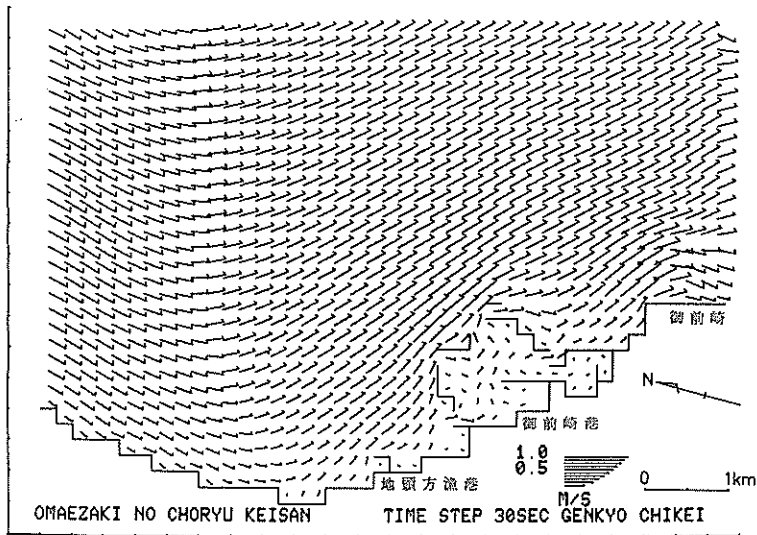 御前崎
N
御前崎港
1.0
0.5
M/S
0 1km
地頭方漁港
OMAEZAKI NO CHORYU KEISAN TIME STEP 30SEC GENKYO CHIKEI